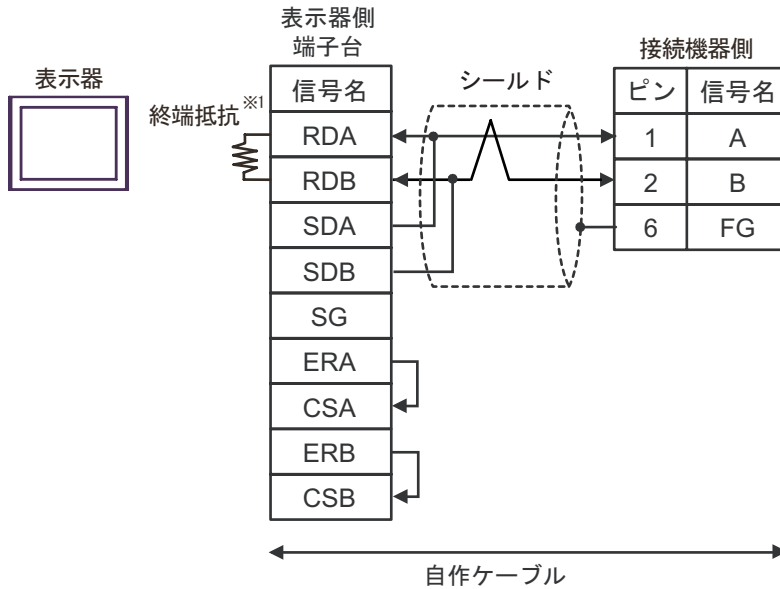 表示器
終端抵抗※1
表示器側
端子台
信号名
RDA
RDB
SDA
SDB
SG
ERA
CSA
ERB
CSB
シールド
接続機器側
ピン 信号名
1 A
2 B
6 FG
自作ケーブル